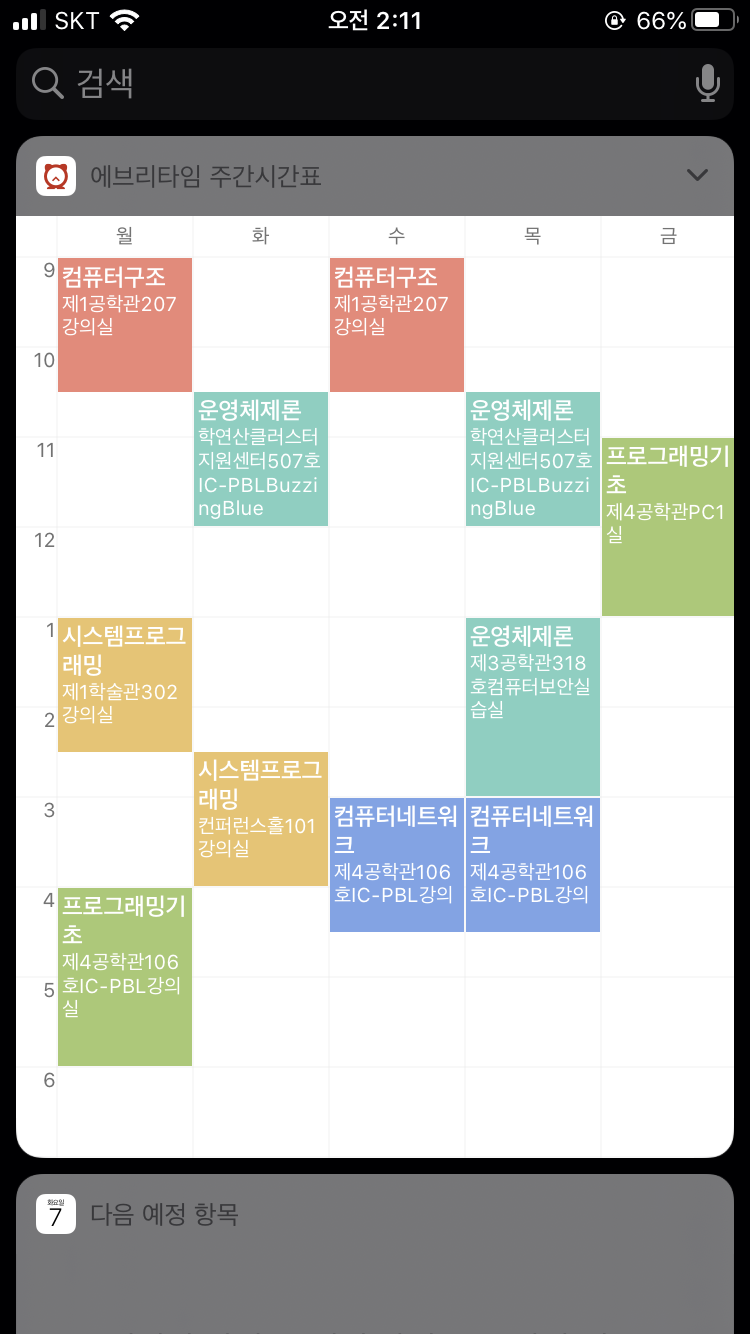 SKT 오전 2:11 66%
검색
에브리타임 주간시간표
월 화 수 목 금
9
컴퓨터구조
제1공학관207
강의실
컴퓨터구조
제1공학관207
강의실
10
운영체제론
학연산클러스터
지원센터507호
IC-PBLBuzzi
ngBlue
운영체제론
학연산클러스터
지원센터507호
IC-PBLBuzzi
ngBlue
11
프로그래밍기
초
제4공학관PC1
실
12
1
시스템프로그
래밍
제1학술관302
강의실
운영체제론
제3공학관318
호컴퓨터보안실
습실
2
시스템프로그
래밍
컨퍼런스홀101
강의실
3
컴퓨터네트워
크
제4공학관106
호IC-PBL강의
컴퓨터네트워
크
제4공학관106
호IC-PBL강의
4
프로그래밍기
초
제4공학관106
호IC-PBL강의
실
5
6
화요일
7
다음 예정 항목